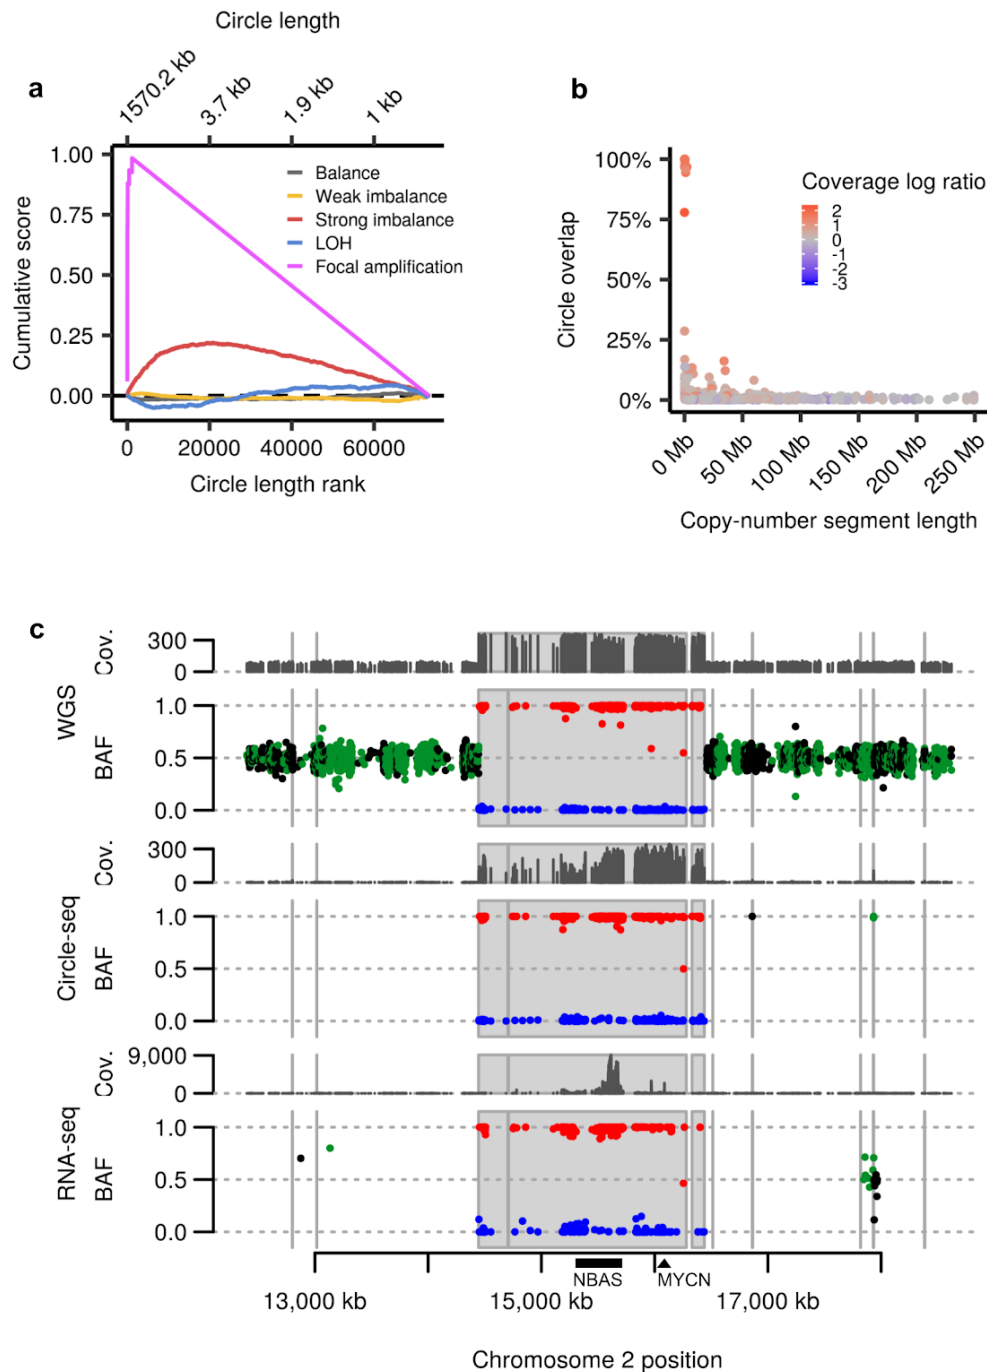 a
Circle length
1570.2 kb
3.7 kb
1.9 kb
1 kb
1.00
0.75
0.50
0.25
0.00
Cumulative score
Balance
Weak imbalance
Strong imbalance
LOH
Focal amplification
0
20000
40000
60000
Circle length rank
b
100%
75%
50%
25%
0%
Circle overlap
Coverage log ratio
2
1
0
-1
-2
-3
0 Mb
50 Mb
100 Mb
150 Mb
200 Mb
250 Mb
Copy-number segment length
c
WGS
Cov.
300
0
BAF
1.0
0.5
0.0
Circle-seq
Cov.
300
0
BAF
1.0
0.5
0.0
RNA-seq
Cov.
9,000
0
BAF
1.0
0.5
0.0
NBAS
MYCN
13,000 kb
15,000 kb
17,000 kb
Chromosome 2 position